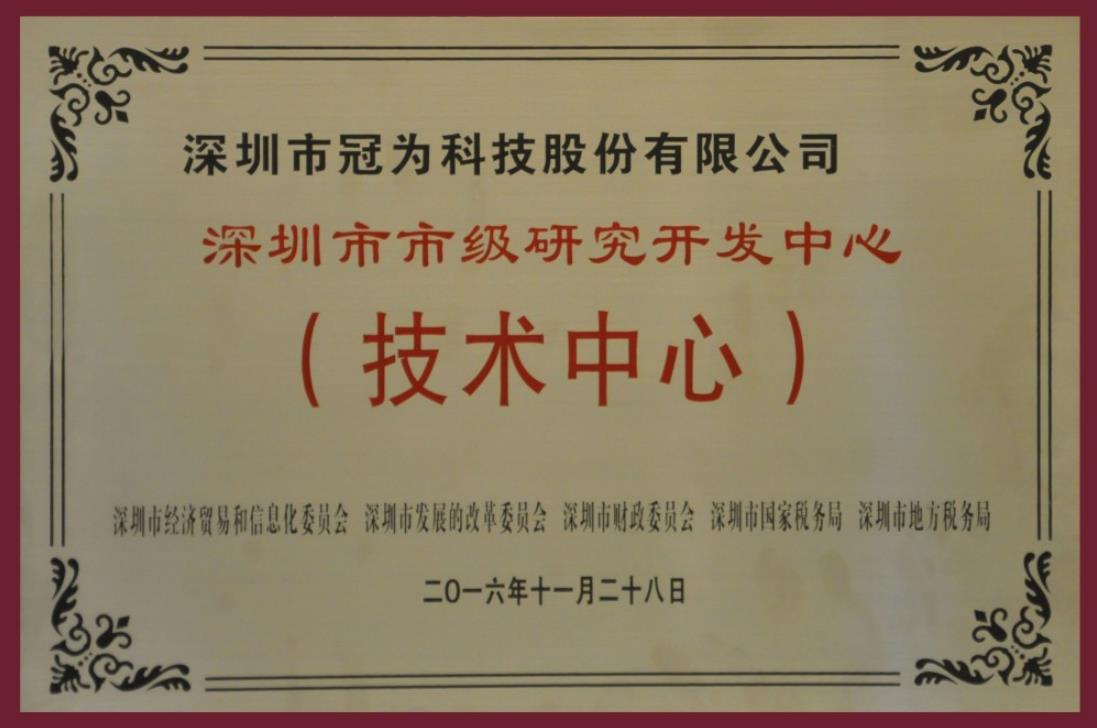 深圳市冠为科技股份有限公司
深圳市市级研究开发中心
（技术中心）
深圳市经济贸易和信息化委员会 深圳市发展的改革委员会 深圳市财政委员会 深圳市国家税务局 深圳市地方税务局
二〇一六年十一月二十八日